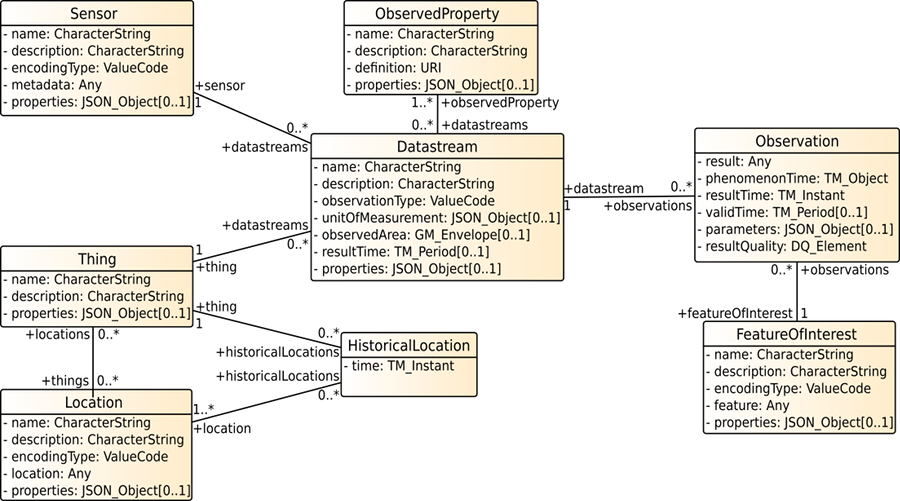 Sensor
- name: CharacterString
- description: CharacterString
- encodingType: ValueCode
- metadata: Any
- properties: JSON_Object[0..1]
+sensor
1
0..*
+datastreams
ObservedProperty
- name: CharacterString
- description: CharacterString
- definition: URI
- properties: JSON_Object[0..1]
1..*
+observedProperty
0..*
+datastreams
Datastream
- name: CharacterString
- description: CharacterString
- observationType: ValueCode
- unitOfMeasurement: JSON_Object[0..1]
- observedArea: GM_Envelope[0..1]
- resultTime: TM_Period[0..1]
- properties: JSON_Object[0..1]
+datastream
1
0..*
+observations
Observation
- result: Any
- phenomenonTime: TM_Object
- resultTime: TM_Instant
- validTime: TM_Period[0..1]
- parameters: JSON_Object[0..1]
- resultQuality: DQ_Element
0..*
+observations
+featureOfInterest
1
FeatureOfInterest
- name: CharacterString
- description: CharacterString
- encodingType: ValueCode
- feature: Any
- properties: JSON_Object[0..1]
+datastreams
0..*
1
+thing
Thing
- name: CharacterString
- description: CharacterString
- properties: JSON_Object[0..1]
+thing
1
0..*
+historicalLocations
HistoricalLocation
- time: TM_Instant
+historicalLocations
0..*
1..*
+location
+locations
0..*
+things
0..*
Location
- name: CharacterString
- description: CharacterString
- encodingType: ValueCode
- location: Any
- properties: JSON_Object[0..1]